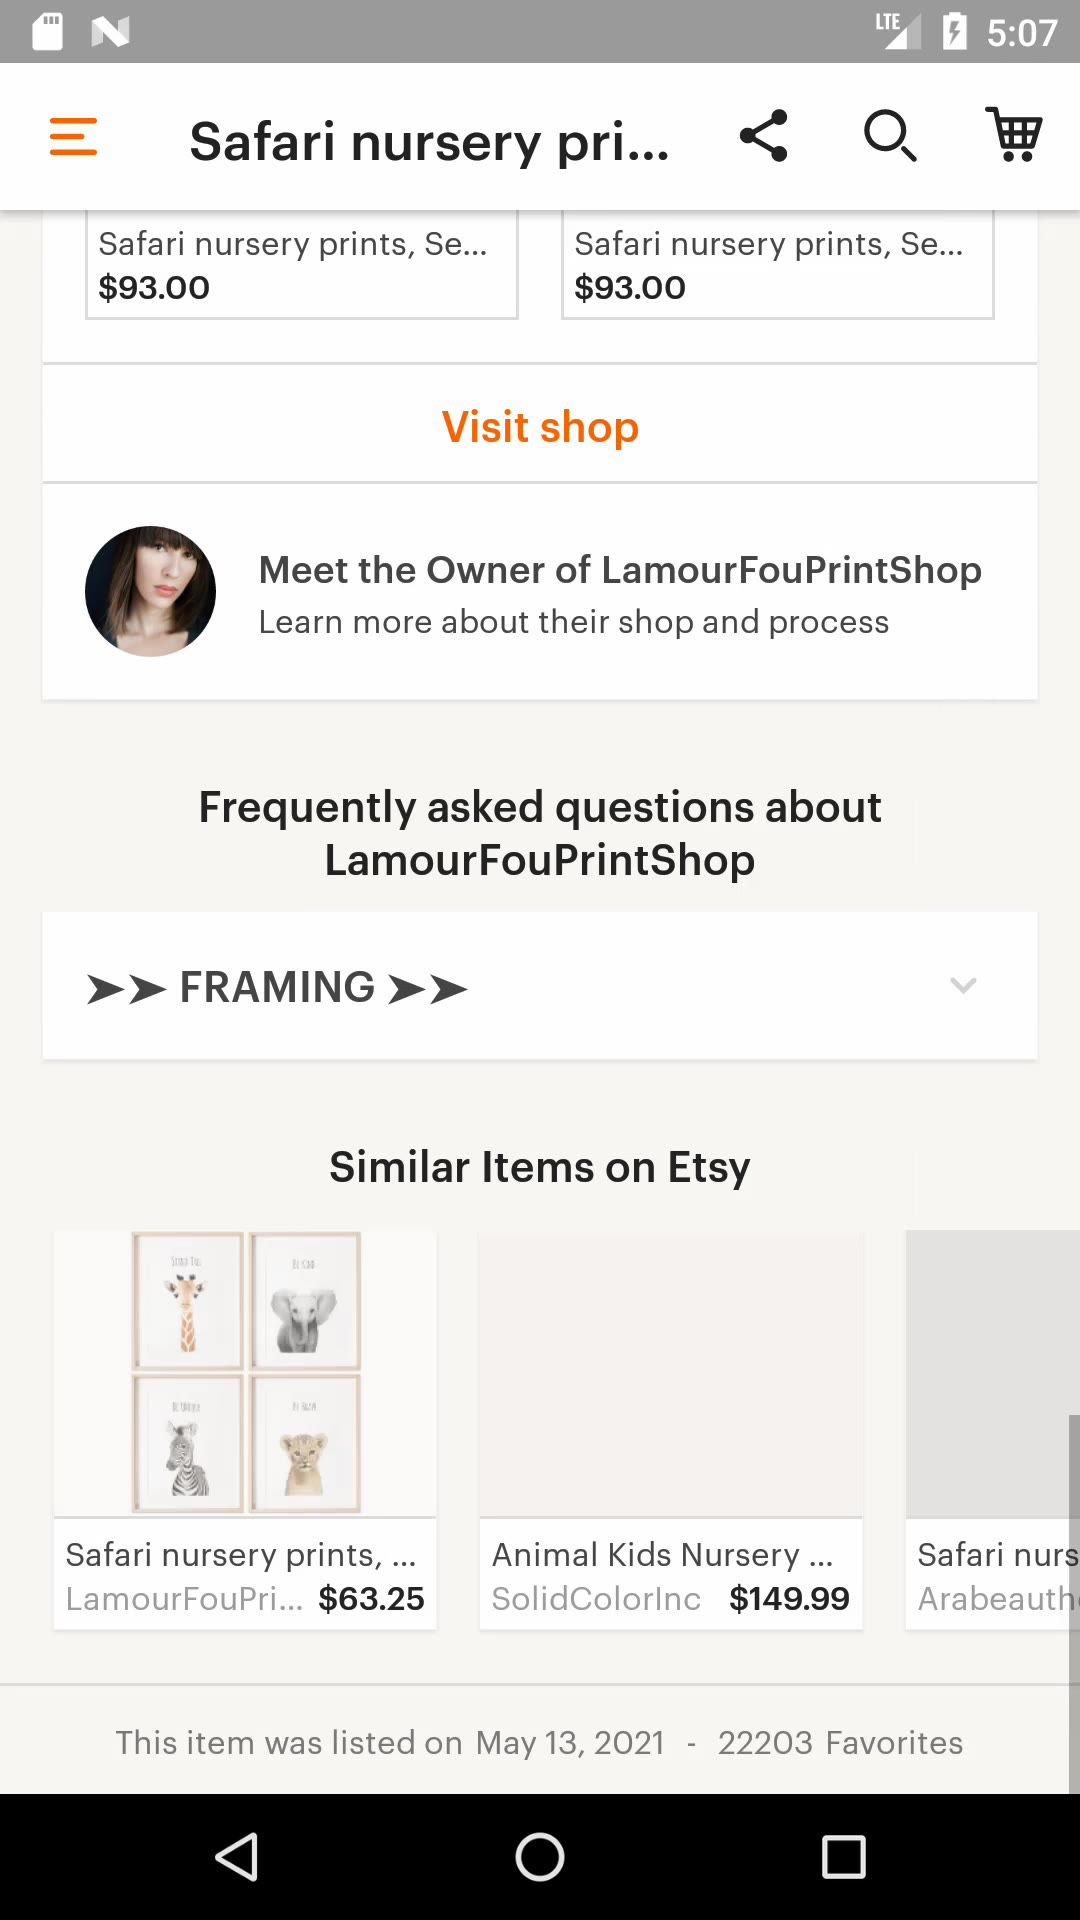 LTE 5:07
Safari nursery pri...
Safari nursery prints, Se...
$93.00
Safari nursery prints, Se...
$93.00
Visit shop
Meet the Owner of LamourFouPrintShop
Learn more about their shop and process
Frequently asked questions about
LamourFouPrintShop
➤➤ FRAMING ➤➤
Similar Items on Etsy
Safari nursery prints, ...
LamourFouPri... $63.25
Animal Kids Nursery ...
SolidColorInc $149.99
Safari nurs
Arabeauth
This item was listed on May 13, 2021 - 22203 Favorites